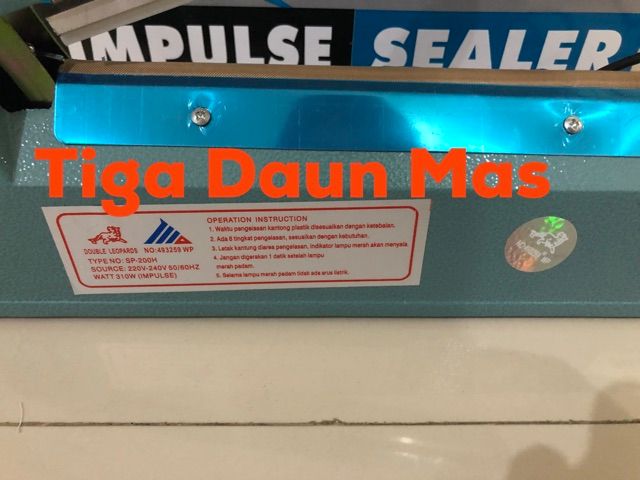 IMPULSE SEALER
Tiga Daun Mas
OPERATION INSTRUCTION
1. Waktu pengelasan kantong plastik disesuaikan dengan ketebalan.
2. Ada 8 tingkat pengelasan, sesuaikan dengan kebutuhan.
3. Letak kantung diarea pengelasan, indikator lampu merah akan menyala
4. Jangan digerakan 1 detik setelah lampu
merah padam.
5. Selama lampu merah padam tidak ada arus listrik.
DOUBLE LEOPARDS NO:493259 WP
TYPE NO: SP-200H
SOURCE: 220V-240V 50/60HZ
WATT 310W (IMPULSE)